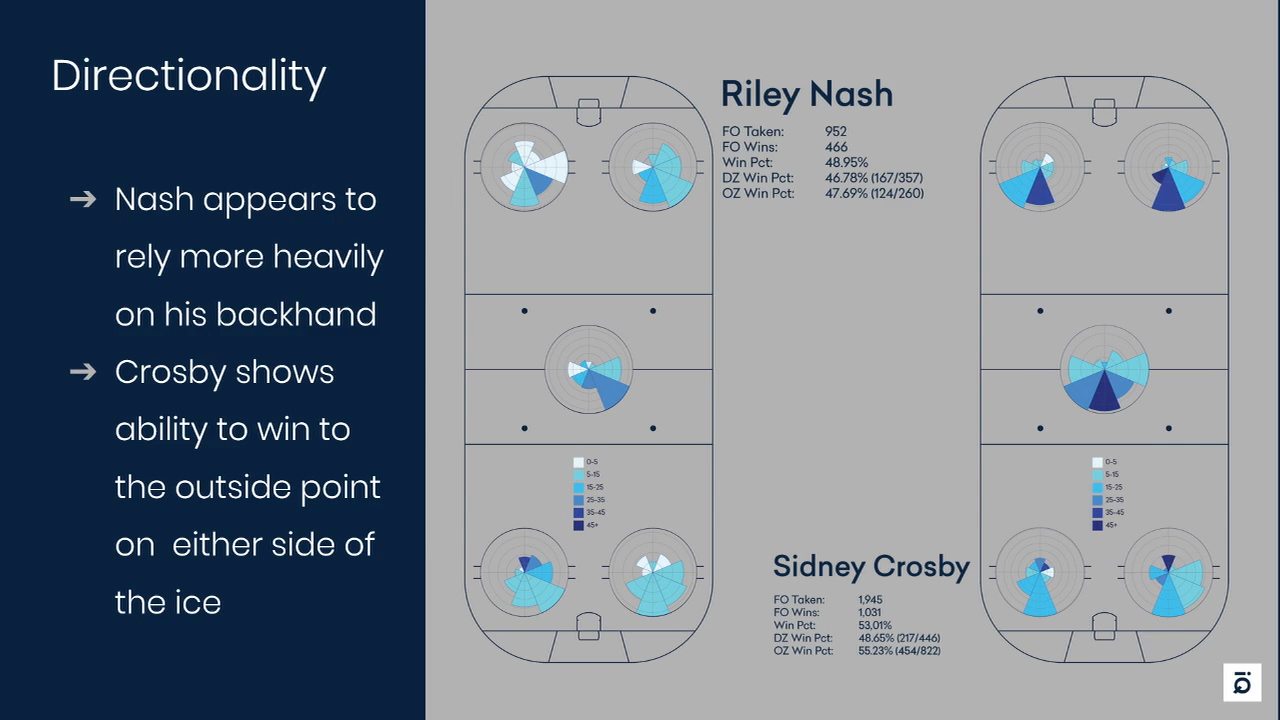 Directionality
➔ Nash appears to
rely more heavily
on his backhand
➔ Crosby shows
ability to win to
the outside point
on  either side of
the ice
Riley Nash
FO Taken: 952
FO Wins: 466
Win Pct: 48.95%
DZ Win Pct: 46.78% (167/357)
OZ Win Pct: 47.69% (124/260)
0-5
5-15
15-25
25-35
35-45
45+
Sidney Crosby
FO Taken: 1,945
FO Wins: 1,031
Win Pct: 53,01%
DZ Win Pct: 48.65% (217/446)
OZ Win Pct: 55.23% (454/822)
0-5
5-15
15-25
25-35
35-45
45+